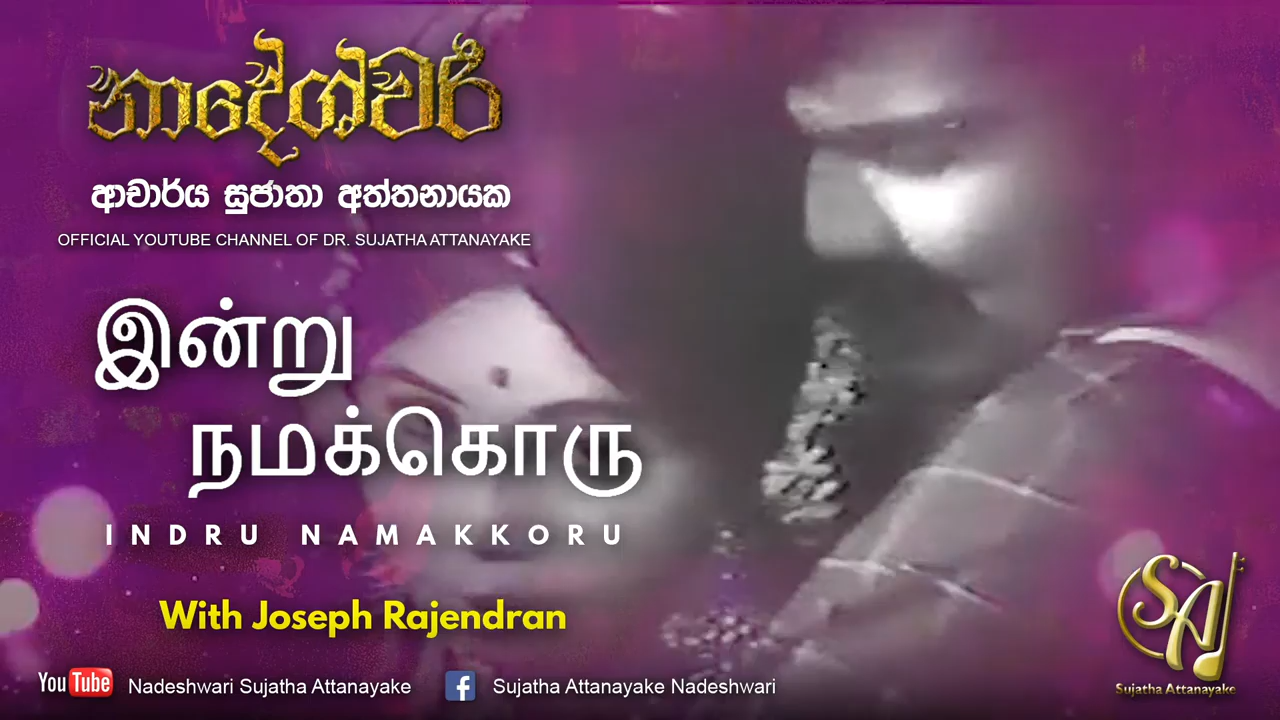 නාදේශ්වරී
ආචාර්ය සුජාතා අත්තනායක
OFFICIAL YOUTUBE CHANNEL OF DR. SUJATHA ATTANAYAKE
இன்று
நமக்கொரு
INDRU NAMAKKORU
With Joseph Rajendran
YouTube Nadeshwari Sujatha Attanayake
f Sujatha Attanayake Nadeshwari
SA
Sujatha Attanayake